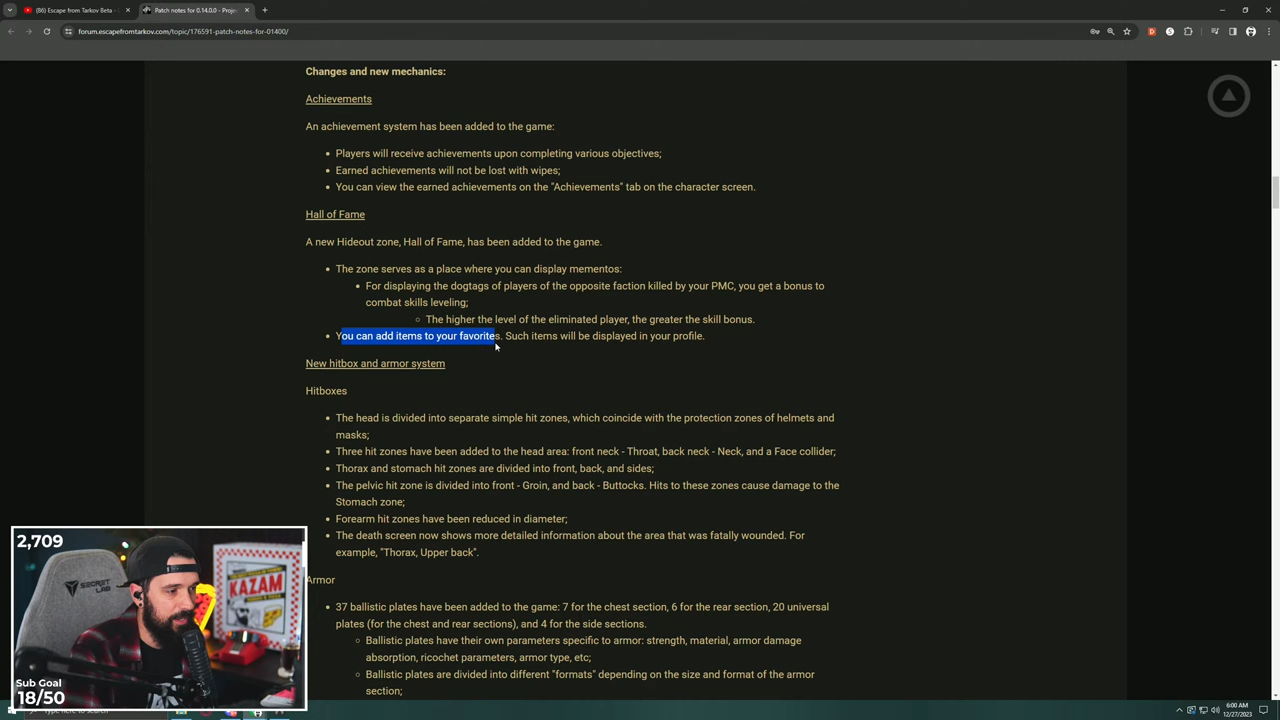 (86) Escape from Tarkov Beta -
Patch notes for 0.14.0.0 - Proje
forum.escapefromtarkov.com/topic/176591-patch-notes-for-01400/
Changes and new mechanics:
Achievements
An achievement system has been added to the game:
Players will receive achievements upon completing various objectives;
Earned achievements will not be lost with wipes;
You can view the earned achievements on the "Achievements" tab on the character screen.
Hall of Fame
A new Hideout zone, Hall of Fame, has been added to the game.
The zone serves as a place where you can display mementos:
For displaying the dogtags of players of the opposite faction killed by your PMC, you get a bonus to
combat skills leveling;
The higher the level of the eliminated player, the greater the skill bonus.
You can add items to your favorites. Such items will be displayed in your profile.
New hitbox and armor system
Hitboxes
The head is divided into separate simple hit zones, which coincide with the protection zones of helmets and
masks;
Three hit zones have been added to the head area: front neck - Throat, back neck - Neck, and a Face collider;
Thorax and stomach hit zones are divided into front, back, and sides;
The pelvic hit zone is divided into front - Groin, and back - Buttocks. Hits to these zones cause damage to the
Stomach zone;
Forearm hit zones have been reduced in diameter;
The death screen now shows more detailed information about the area that was fatally wounded. For
example, "Thorax, Upper back".
Armor
37 ballistic plates have been added to the game: 7 for the chest section, 6 for the rear section, 20 universal
plates (for the chest and rear sections), and 4 for the side sections.
Ballistic plates have their own parameters specific to armor: strength, material, armor damage
absorption, ricochet parameters, armor type, etc;
Ballistic plates are divided into different "formats" depending on the size and format of the armor
section;
2,709
SECRET
LAB
KAZAM
Sub Goal
18/50
Type here to search
6:00 AM
12/27/2023